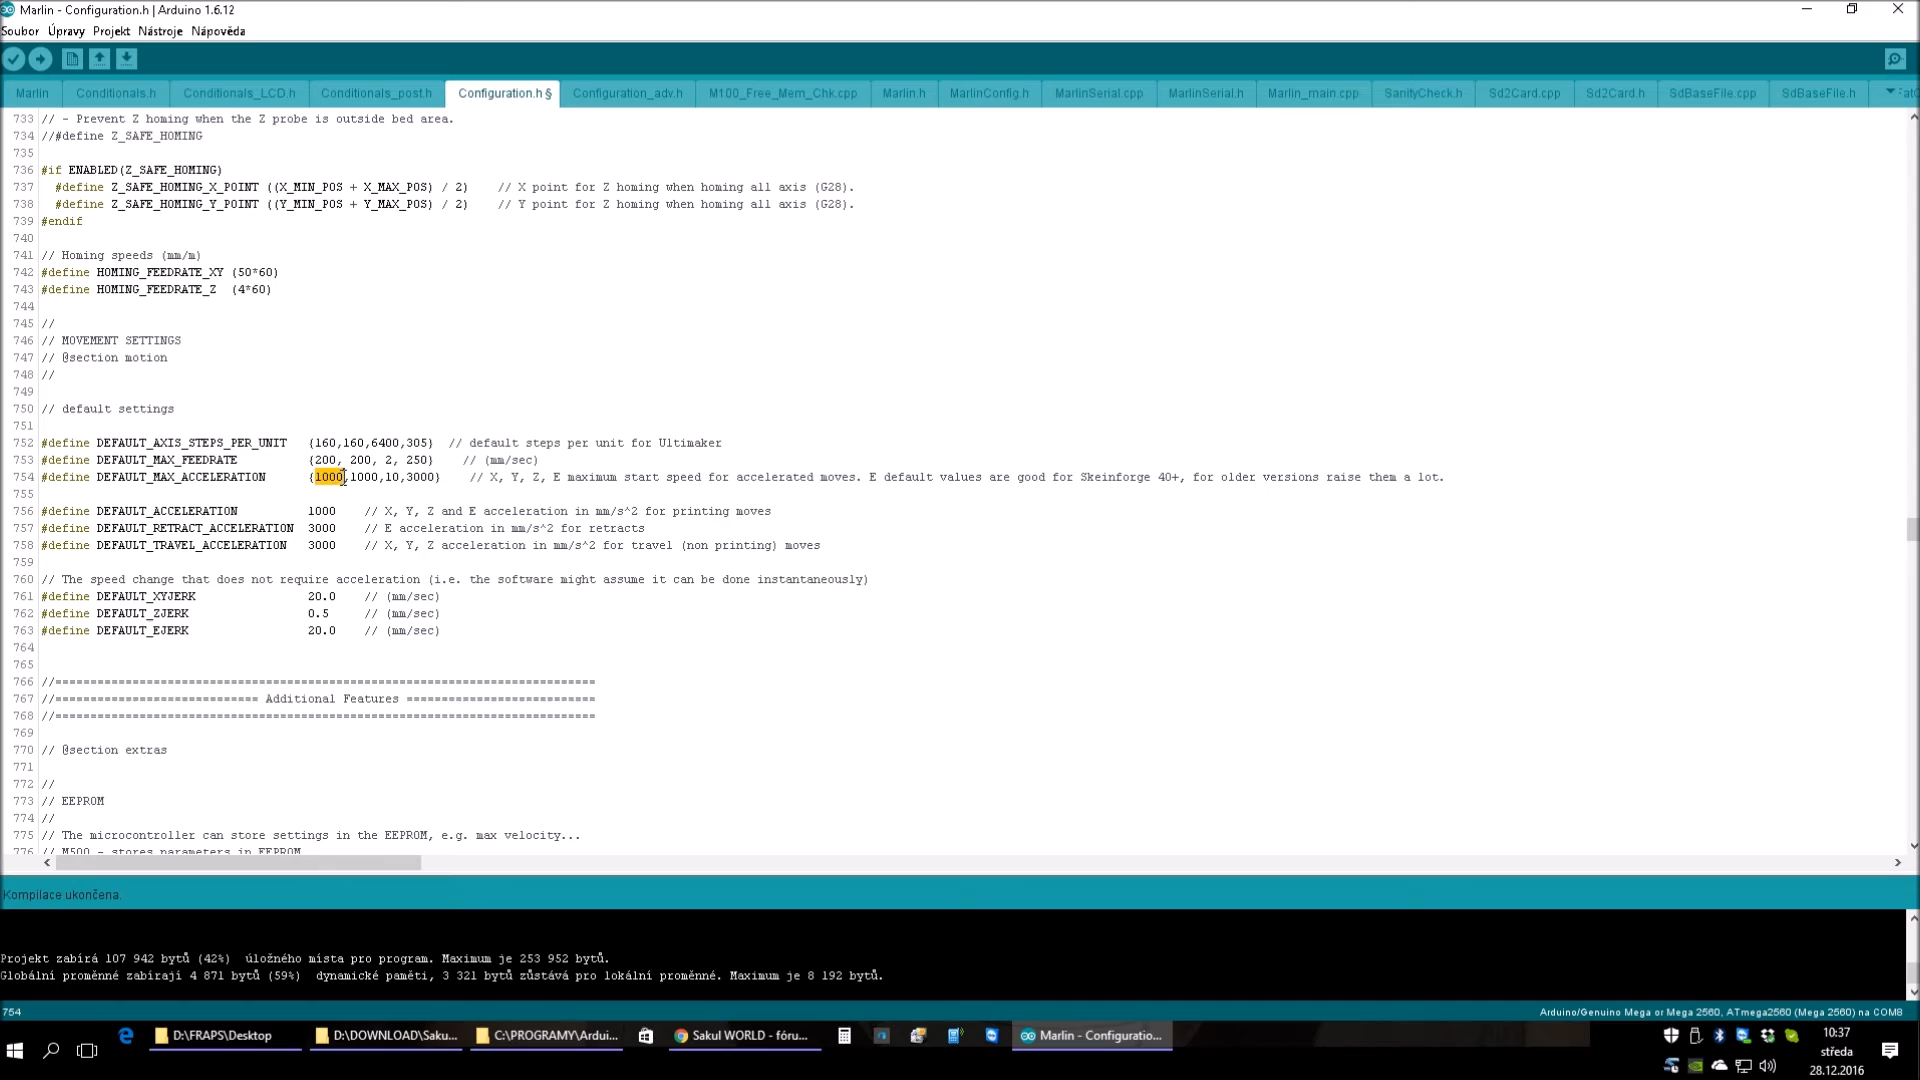 Marlin - Configuration.h | Arduino 1.6.12
Soubor Úpravy Projekt Nástroje Nápověda
Marlin Conditionals.h Conditionals_LCD.h Conditionals_post.h Configuration.h § Configuration_adv.h M100_Free_Mem_Chk.cpp Marlin.h MarlinConfig.h MarlinSerial.cpp MarlinSerial.h Marlin_main.cpp SanityCheck.h Sd2Card.cpp Sd2Card.h SdBaseFile.cpp SdBaseFile.h
733 // - Prevent Z homing when the Z probe is outside bed area.
734 //#define Z_SAFE_HOMING
735
736 #if ENABLED(Z_SAFE_HOMING)
737 #define Z_SAFE_HOMING_X_POINT ((X_MIN_POS + X_MAX_POS) / 2) // X point for Z homing when homing all axis (G28).
738 #define Z_SAFE_HOMING_Y_POINT ((Y_MIN_POS + Y_MAX_POS) / 2) // Y point for Z homing when homing all axis (G28).
739 #endif
740
741 // Homing speeds (mm/m)
742 #define HOMING_FEEDRATE_XY (50*60)
743 #define HOMING_FEEDRATE_Z (4*60)
744
745 //
746 // MOVEMENT SETTINGS
747 // @section motion
748 //
749
750 // default settings
751
752 #define DEFAULT_AXIS_STEPS_PER_UNIT {160,160,6400,305} // default steps per unit for Ultimaker
753 #define DEFAULT_MAX_FEEDRATE {200, 200, 2, 250} // (mm/sec)
754 #define DEFAULT_MAX_ACCELERATION {1000,1000,10,3000} // X, Y, Z, E maximum start speed for accelerated moves. E default values are good for Skeinforge 40+, for older versions raise them a lot.
755
756 #define DEFAULT_ACCELERATION 1000 // X, Y, Z and E acceleration in mm/s^2 for printing moves
757 #define DEFAULT_RETRACT_ACCELERATION 3000 // E acceleration in mm/s^2 for retracts
758 #define DEFAULT_TRAVEL_ACCELERATION 3000 // X, Y, Z acceleration in mm/s^2 for travel (non printing) moves
759
760 // The speed change that does not require acceleration (i.e. the software might assume it can be done instantaneously)
761 #define DEFAULT_XYJERK 20.0 // (mm/sec)
762 #define DEFAULT_ZJERK 0.5 // (mm/sec)
763 #define DEFAULT_EJERK 20.0 // (mm/sec)
764
765
766 //=============================================================================
767 //============================= Additional Features ===========================
768 //=============================================================================
769
770 // @section extras
771
772 //
773 // EEPROM
774 //
775 // The microcontroller can store settings in the EEPROM, e.g. max velocity...
776 // M500 - stores parameters in EEPROM
Kompilace ukončena.
Projekt zabírá 107 942 bytů (42%) úložného místa pro program. Maximum je 253 952 bytů.
Globální proměnné zabírají 4 871 bytů (59%) dynamické paměti, 3 321 bytů zůstává pro lokální proměnné. Maximum je 8 192 bytů.
754
Arduino/Genuino Mega or Mega 2560, ATmega2560 (Mega 2560) na COM8
D:\FRAPS\Desktop D:\DOWNLOAD\Saku... C:\PROGRAMY\Ardui... Sakul WORLD - fóru... Marlin - Configuratio...
10:37
středa
28.12.2016